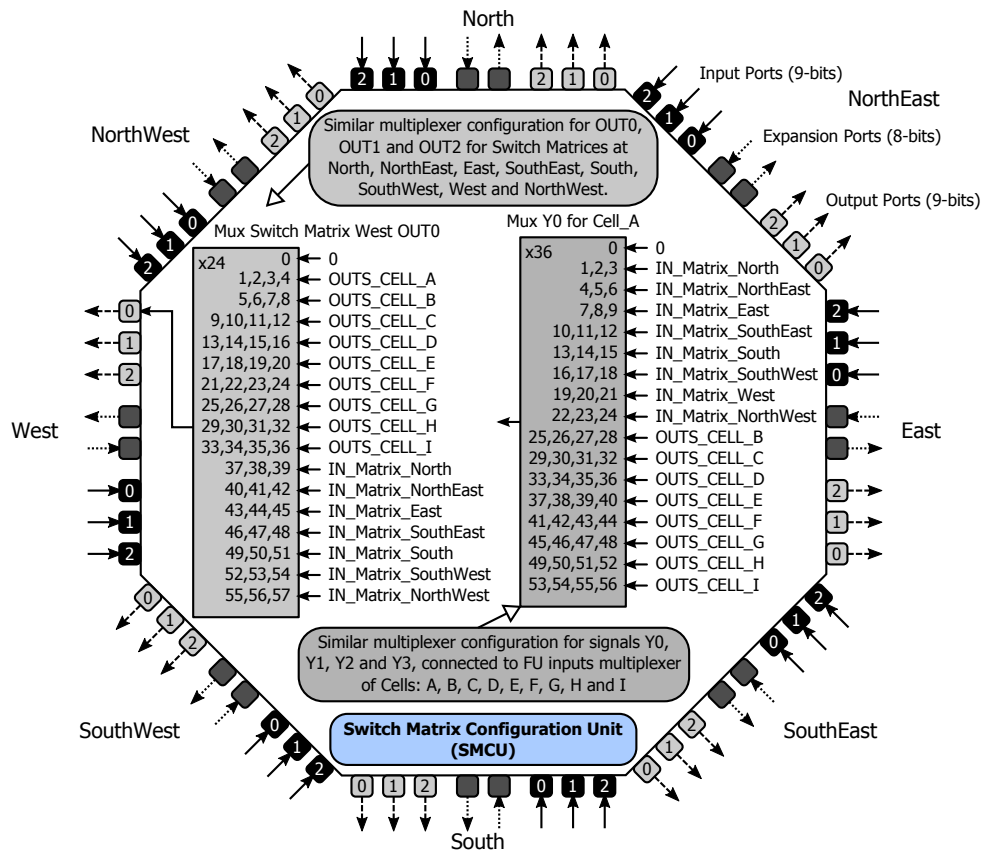 North
2 1 0 2 1 0
Input Ports (9-bits)
NorthEast
2
1
0
Expansion Ports (8-bits)
2
1
0
Output Ports (9-bits)
NorthWest
0
1
2
0
1
2
Similar multiplexer configuration for OUT0,
OUT1 and OUT2 for Switch Matrices at
North, NorthEast, East, SouthEast, South,
SouthWest, West and NorthWest.
Mux Switch Matrix West OUT0
x24
0 0
1,2,3,4 OUTS_CELL_A
5,6,7,8 OUTS_CELL_B
9,10,11,12 OUTS_CELL_C
13,14,15,16 OUTS_CELL_D
17,18,19,20 OUTS_CELL_E
21,22,23,24 OUTS_CELL_F
25,26,27,28 OUTS_CELL_G
29,30,31,32 OUTS_CELL_H
33,34,35,36 OUTS_CELL_I
37,38,39 IN_Matrix_North
40,41,42 IN_Matrix_NorthEast
43,44,45 IN_Matrix_East
46,47,48 IN_Matrix_SouthEast
49,50,51 IN_Matrix_South
52,53,54 IN_Matrix_SouthWest
55,56,57 IN_Matrix_NorthWest
Mux Y0 for Cell_A
x36
0 0
1,2,3 IN_Matrix_North
4,5,6 IN_Matrix_NorthEast
7,8,9 IN_Matrix_East
10,11,12 IN_Matrix_SouthEast
13,14,15 IN_Matrix_South
16,17,18 IN_Matrix_SouthWest
19,20,21 IN_Matrix_West
22,23,24 IN_Matrix_NorthWest
25,26,27,28 OUTS_CELL_B
29,30,31,32 OUTS_CELL_C
33,34,35,36 OUTS_CELL_D
37,38,39,40 OUTS_CELL_E
41,42,43,44 OUTS_CELL_F
45,46,47,48 OUTS_CELL_G
49,50,51,52 OUTS_CELL_H
53,54,55,56 OUTS_CELL_I
West
0
1
2
0
1
2
East
2
1
0
2
1
0
Similar multiplexer configuration for signals Y0,
Y1, Y2 and Y3, connected to FU inputs multiplexer
of Cells: A, B, C, D, E, F, G, H and I
Switch Matrix Configuration Unit
(SMCU)
SouthWest
0
1
2
0
1
2
SouthEast
2
1
0
2
1
0
0 1 2 0 1 2
South